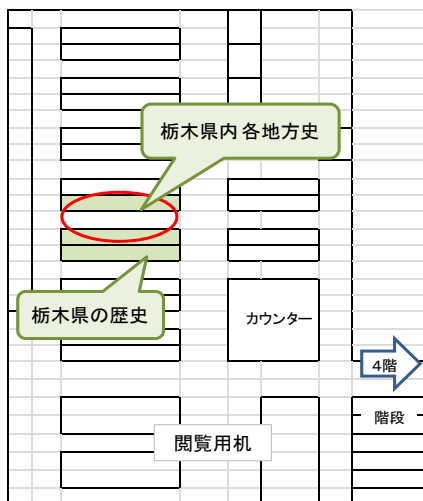 栃木県内各地方史
栃木県の歴史
カウンター
4階
階段
閲覧用机